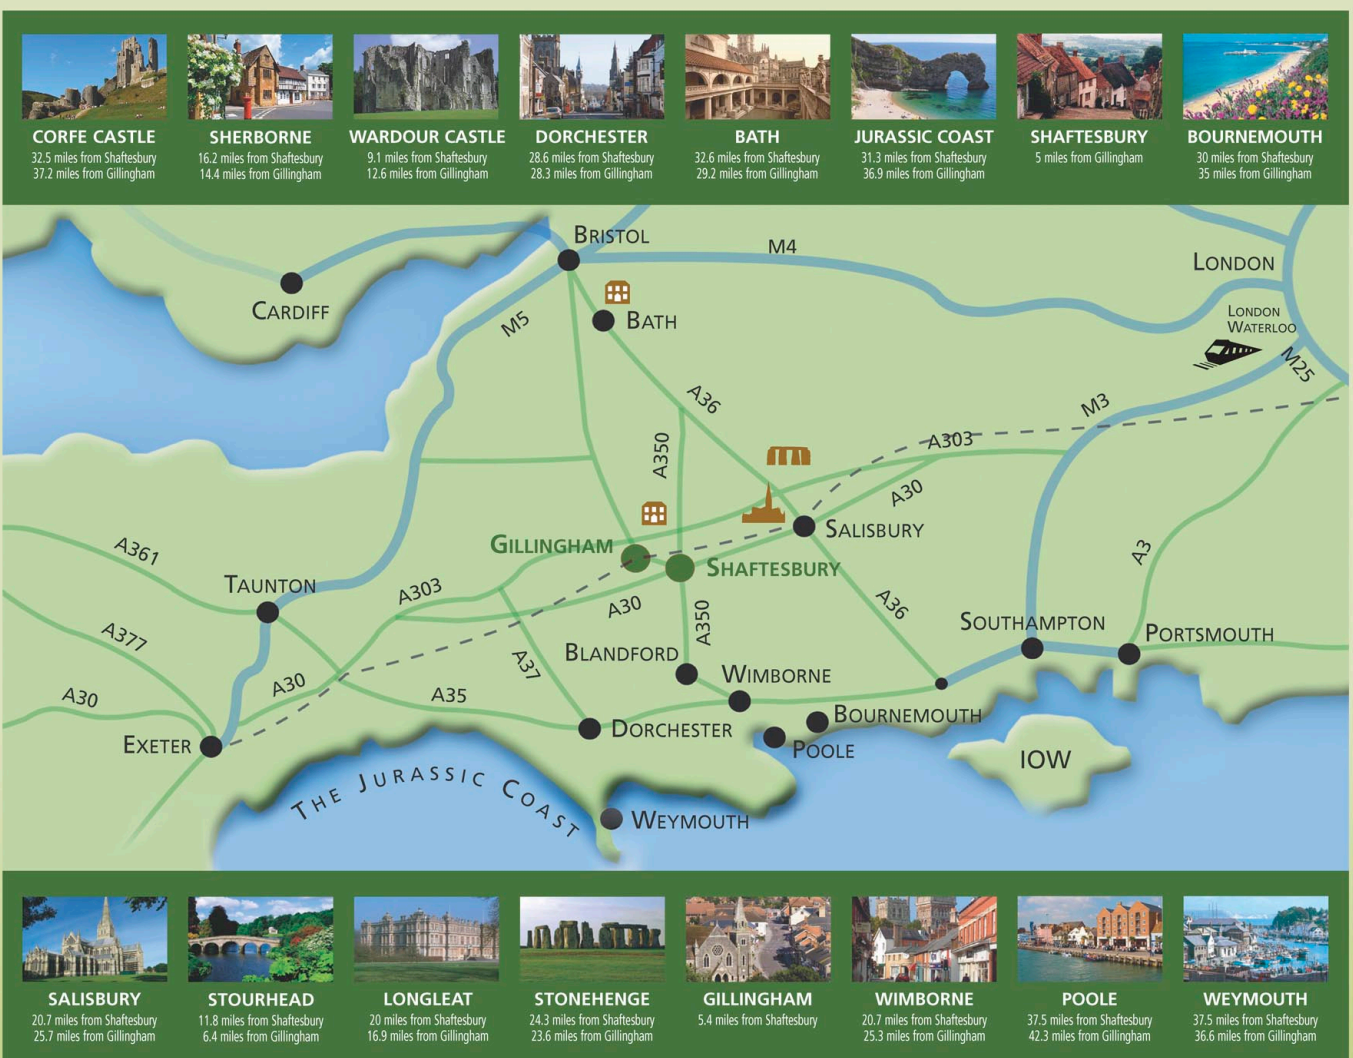 CORFE CASTLE
32.5 miles from Shaftesbury
37.2 miles from Gillingham
SHERBORNE
16.2 miles from Shaftesbury
14.4 miles from Gillingham
WARDOUR CASTLE
9.1 miles from Shaftesbury
12.6 miles from Gillingham
DORCHESTER
28.6 miles from Shaftesbury
28.3 miles from Gillingham
BATH
32.6 miles from Shaftesbury
29.2 miles from Gillingham
JURASSIC COAST
31.3 miles from Shaftesbury
36.9 miles from Gillingham
SHAFTESBURY
5 miles from Gillingham
BOURNEMOUTH
30 miles from Shaftesbury
35 miles from Gillingham
BRISTOL
M4
LONDON
CARDIFF
M5
BATH
LONDON
WATERLOO
M25
A36
M3
A350
A303
A30
SALISBURY
GILLINGHAM
SHAFTESBURY
A361
A3
TAUNTON
A303
A30
A350
A36
A377
SOUTHAMPTON
PORTSMOUTH
BLANDFORD
A37
WIMBORNE
A30
A30
A35
BOURNEMOUTH
DORCHESTER
EXETER
POOLE
IOW
THE JURASSIC COAST
WEYMOUTH
SALISBURY
20.7 miles from Shaftesbury
25.7 miles from Gillingham
STOURHEAD
11.8 miles from Shaftesbury
6.4 miles from Gillingham
LONGLEAT
20 miles from Shaftesbury
16.9 miles from Gillingham
STONEHENGE
24.3 miles from Shaftesbury
23.6 miles from Gillingham
GILLINGHAM
5.4 miles from Shaftesbury
WIMBORNE
20.7 miles from Shaftesbury
25.3 miles from Gillingham
POOLE
37.5 miles from Shaftesbury
42.3 miles from Gillingham
WEYMOUTH
37.5 miles from Shaftesbury
36.6 miles from Gillingham